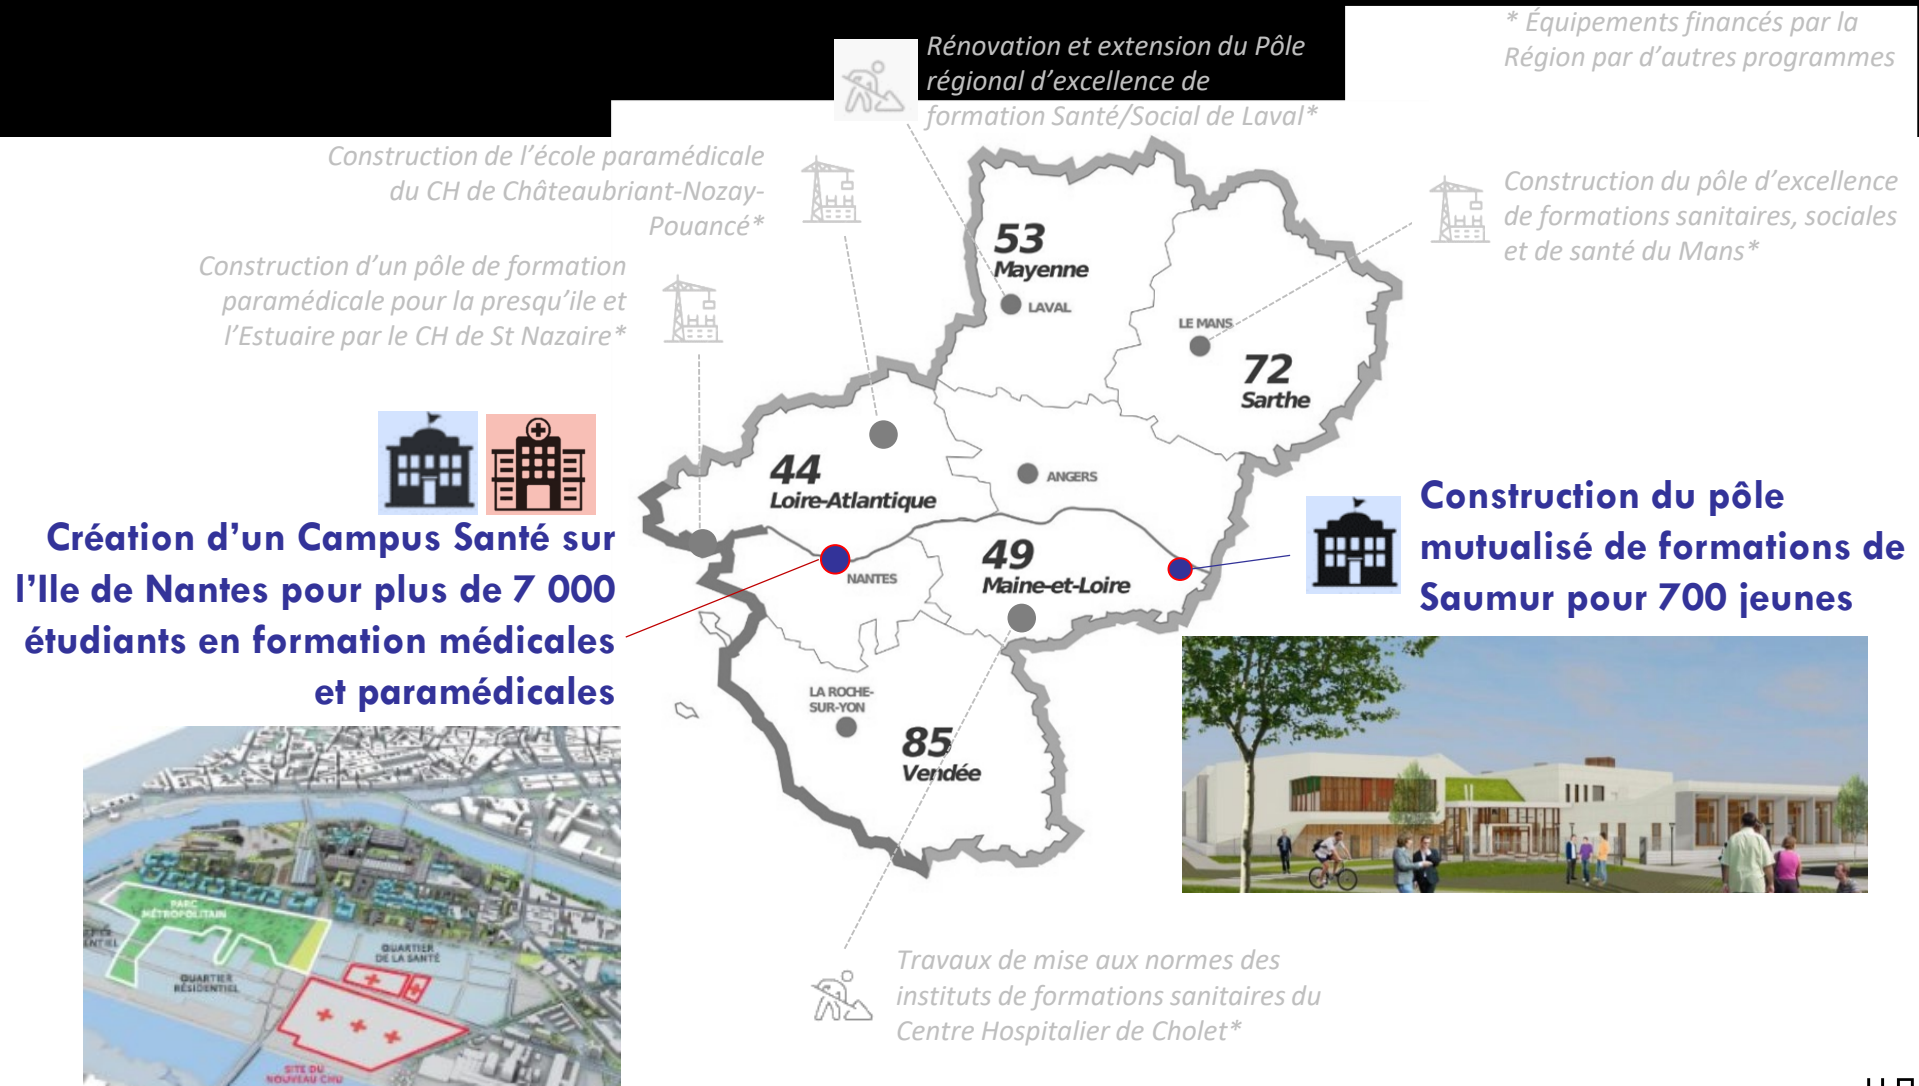 * Équipements financés par la
Région par d'autres programmes
Rénovation et extension du Pôle
régional d'excellence de
formation Santé/Social de Laval*
Construction de l'école paramédicale
du CH de Châteaubriant-Nozay-
Pouancé*
Construction du pôle d'excellence
de formations sanitaires, sociales
et de santé du Mans*
Construction d'un pôle de formation
paramédicale pour la presqu'ile et
l'Estuaire par le CH de St Nazaire*
53
Mayenne
LAVAL
LE MANS
72
Sarthe
44
Loire-Atlantique
ANGERS
49
Maine-et-Loire
NANTES
LA ROCHE-
SUR-YON
85
Vendée
Création d'un Campus Santé sur
l'Ile de Nantes pour plus de 7 000
étudiants en formation médicales
et paramédicales
Construction du pôle
mutualisé de formations de
Saumur pour 700 jeunes
PARC
MÉTROPOLITAIN
QUARTIER
DE LA SANTÉ
QUARTIER
RÉSIDENTIEL
SITE DU
NOUVEAU CHU
Travaux de mise aux normes des
instituts de formations sanitaires du
Centre Hospitalier de Cholet*